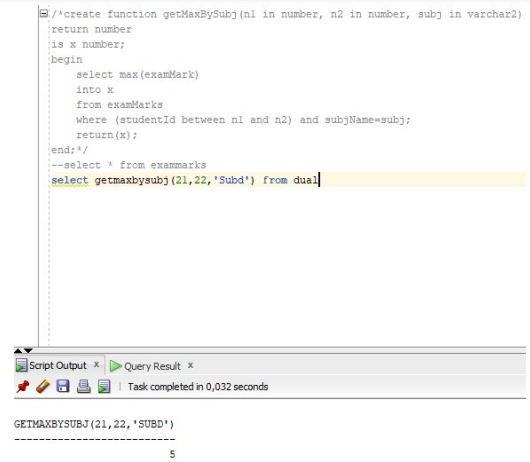 /*create function getMaxBySubj(n1 in number, n2 in number, subj in varchar2)
return number
is x number;
begin
select max(examMark)
into x
from examMarks
where (studentId between n1 and n2) and subjName=subj;
return(x);
end;*/
--select * from exammarks
select getmaxbysubj(21,22,'Subd') from dual
Script Output x Query Result x
Task completed in 0,032 seconds
GETMAXBYSUBJ(21,22,'SUBD')
--------------------------
5